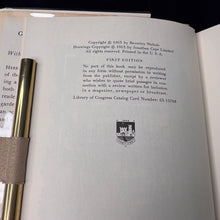 Copyright © 1965 by Beverley Nichols
Drawings Copyright © 1965 by Jonathan Cape Limited
All rights reserved. Printed in the U. S. A.
FIRST EDITION
No part of this book may be reproduced
in any form without permission in writing
from the publisher, except by a reviewer
who wishes to quote brief passages in con-
nection with a review written for inclusion
in a magazine, newspaper or broadcast.
Library of Congress Catalog Card Number: 65-